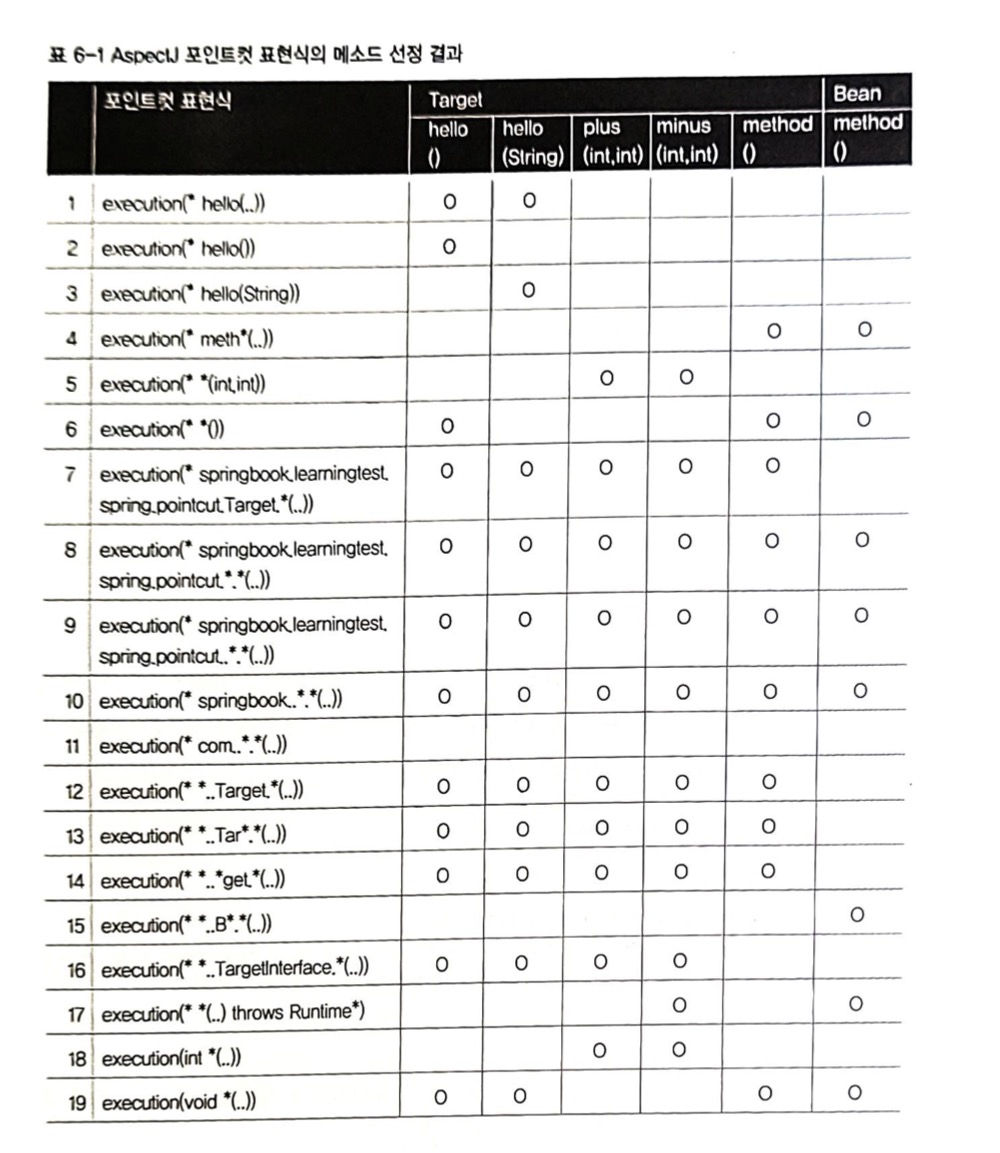 표 6-1 AspectJ 포인트컷 표현식의 메소드 선정 결과
포인트컷 표현식 Target Bean
hello hello plus minus method method
() (String) (int,int) (int,int) () ()
1 execution(* hello(..)) O O
2 execution(* hello()) O
3 execution(* hello(String)) O
4 execution(* meth*(..)) O O
5 execution(* *(int,int)) O O
6 execution(* *()) O O O
7 execution(* springbook.learningtest. O O O O O
spring.pointcut.Target.*(..))
8 execution(* springbook.learningtest. O O O O O O
spring.pointcut.*.*(..))
9 execution(* springbook.learningtest. O O O O O O
spring.pointcut..*.*(..))
10 execution(* springbook..*.*(..)) O O O O O O
11 execution(* com..*.*(..))
12 execution(* *..Target.*(..)) O O O O O
13 execution(* *..Tar*.*(..)) O O O O O
14 execution(* *..*get.*(..)) O O O O O
15 execution(* *..B*.*(..)) O
16 execution(* *..TargetInterface.*(..)) O O O O
17 execution(* *(..) throws Runtime*) O O
18 execution(int *(..)) O O
19 execution(void *(..)) O O O O